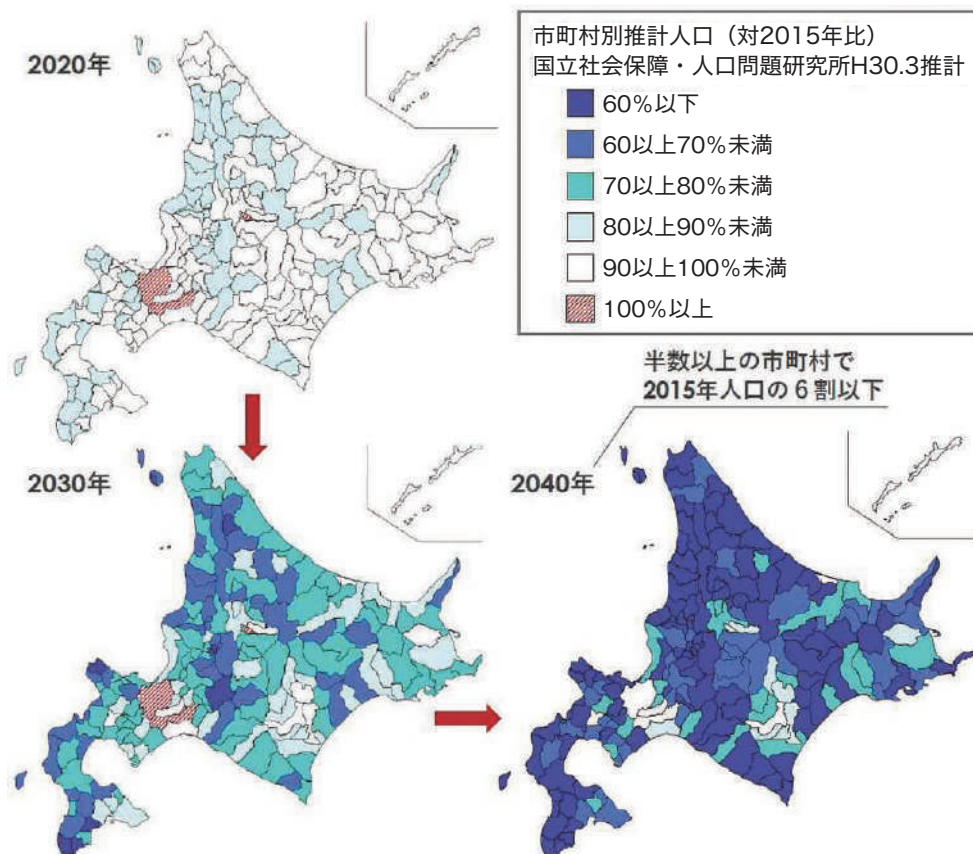 2020年
市町村別推計人口（対2015年比）
国立社会保障・人口問題研究所H30.3推計
60％以下
60以上70％未満
70以上80％未満
80以上90％未満
90以上100％未満
100％以上
半数以上の市町村で
2015年人口の６割以下
2030年
2040年